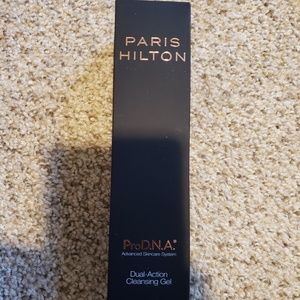 PARIS
HILTON
ProD.N.A.®
Advanced Skincare System
Dual-Action
Cleansing Gel